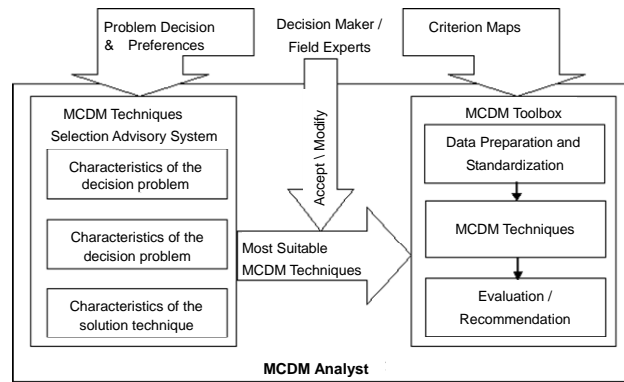 Problem Decision
& Preferences
Decision Maker /
Field Experts
Criterion Maps
MCDM Techniques
Selection Advisory System
Characteristics of the
decision problem
Characteristics of the
decision problem
Characteristics of the
solution technique
Accept \ Modify
Most Suitable
MCDM Techniques
MCDM Toolbox
Data Preparation and
Standardization
MCDM Techniques
Evaluation /
Recommendation
MCDM Analyst